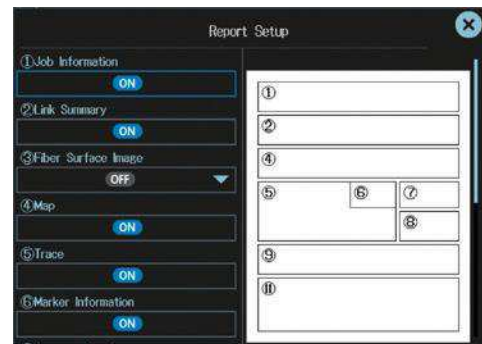 Report Setup
①Job Information
ON
②Link Summary
ON
③Fiber Surface Image
OFF
④Map
ON
⑤Trace
ON
⑥Marker Information
ON
①
②
④
⑤ ⑥ ⑦
⑧
⑨
⑪